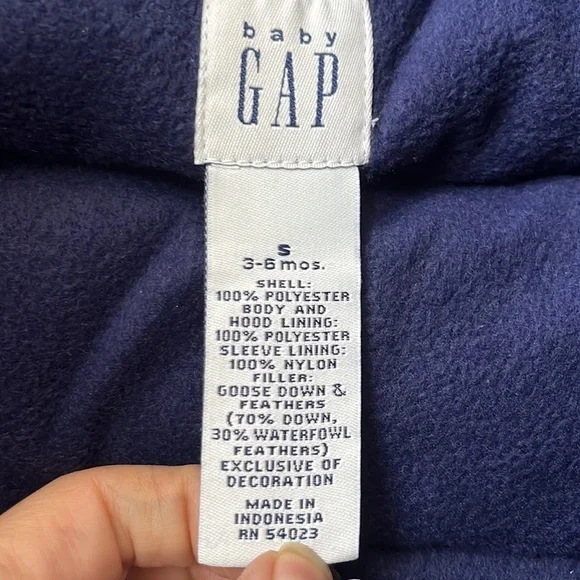 baby
GAP
S
3-6 mos.
SHELL:
100% POLYESTER
BODY AND
HOOD LINING:
100% POLYESTER
SLEEVE LINING:
100% NYLON
FILLER:
GOOSE DOWN &
FEATHERS
(70% DOWN,
30% WATERFOWL
FEATHERS)
EXCLUSIVE OF
DECORATION
MADE IN
INDONESIA
RN 54023